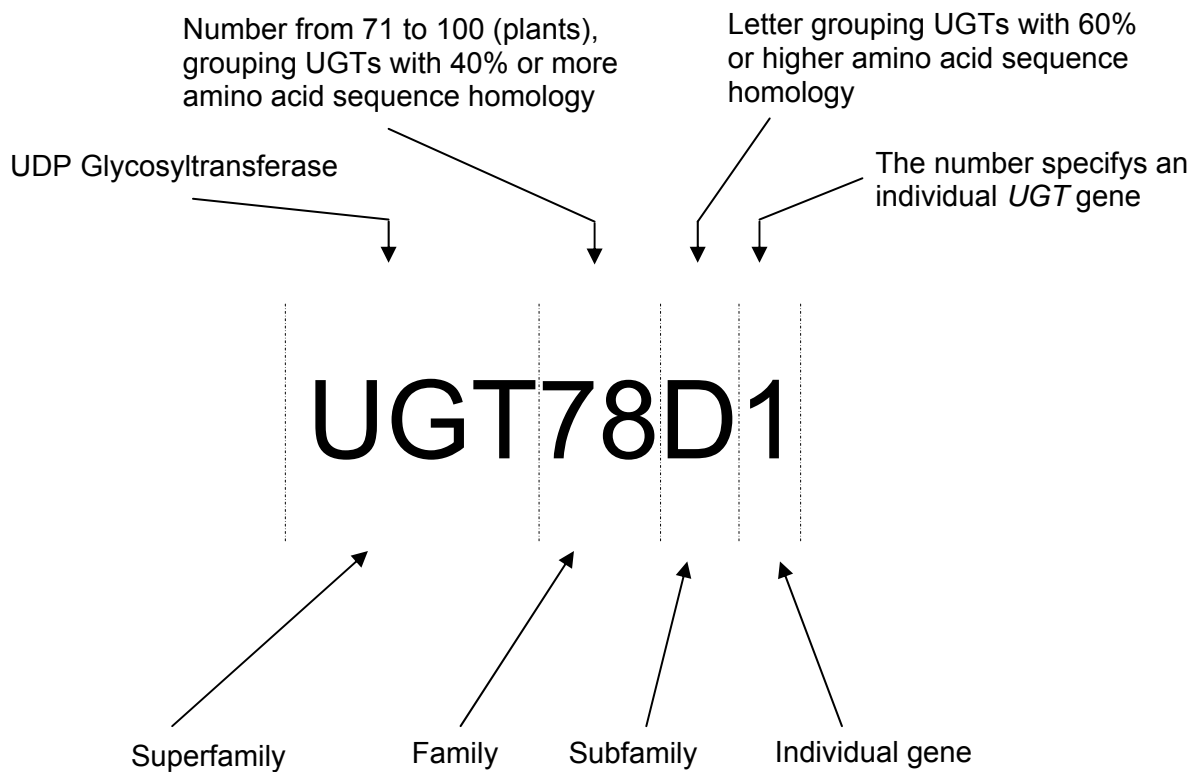 Number from 71 to 100 (plants),
grouping UGTs with 40% or more
amino acid sequence homology
Letter grouping UGTs with 60%
or higher amino acid sequence
homology
UDP Glycosyltransferase
The number specifys an
individual UGT gene
UGT78D1
Superfamily
Family
Subfamily
Individual gene